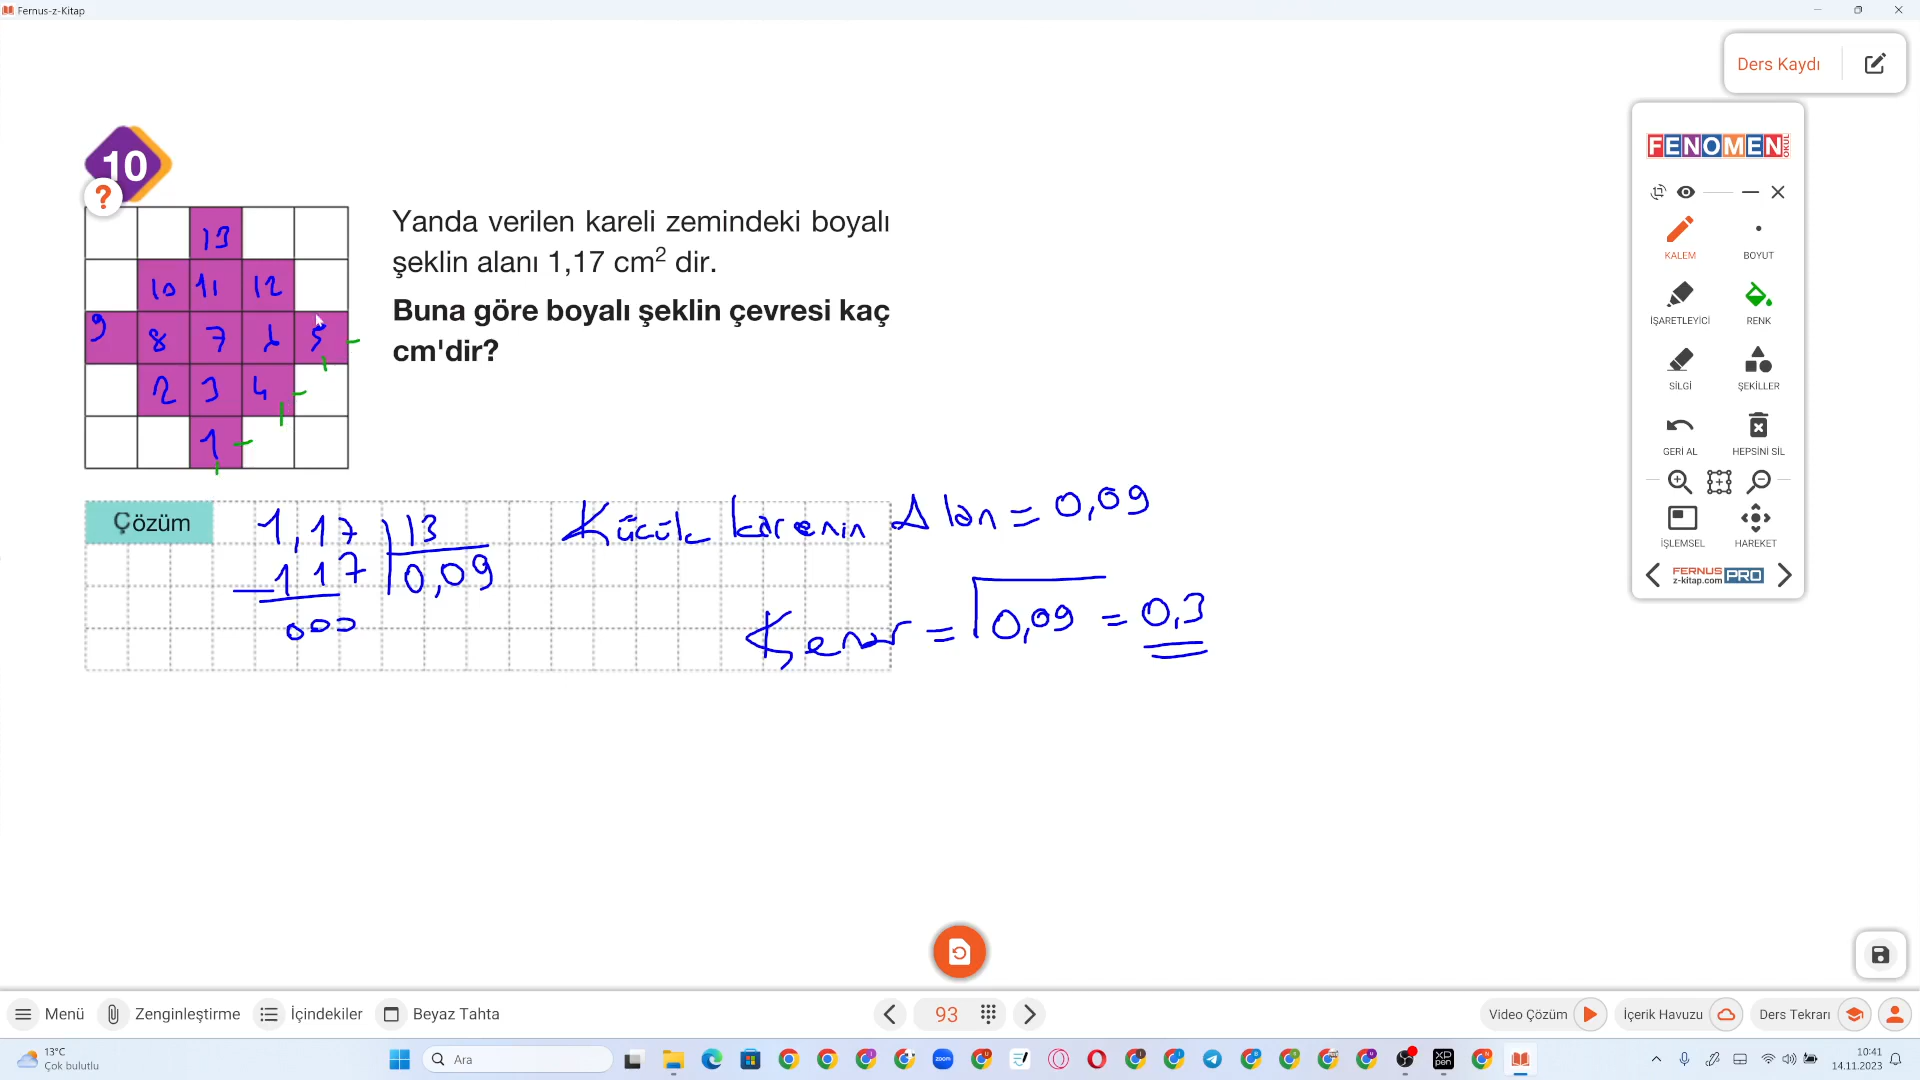 Fernus-z-Kitap
Ders Kaydı
10
?
Yanda verilen kareli zemindeki boyalı
şeklin alanı 1,17 cm² dir.
Buna göre boyalı şeklin çevresi kaç
cm'dir?
13
10 11 12
9 8 7 6 5
2 3 4
1
Çözüm
1,17 13
117 0,09
000
Küçük karenin Alan = 0,09
Kenar = √0,09 = 0,3
FENOMEN OKUL
KALEM BOYUT
İŞARETLEYİCİ RENK
SİLGİ ŞEKİLLER
GERİ AL HEPSİNİ SİL
İŞLEMSEL HAREKET
FERNUS
z-kitap.com PRO
Menü Zenginleştirme İçindekiler Beyaz Tahta 93 Video Çözüm İçerik Havuzu Ders Tekrarı
13°C
Çok bulutlu
Ara
zoom
XP
pen
10:41
14.11.2023